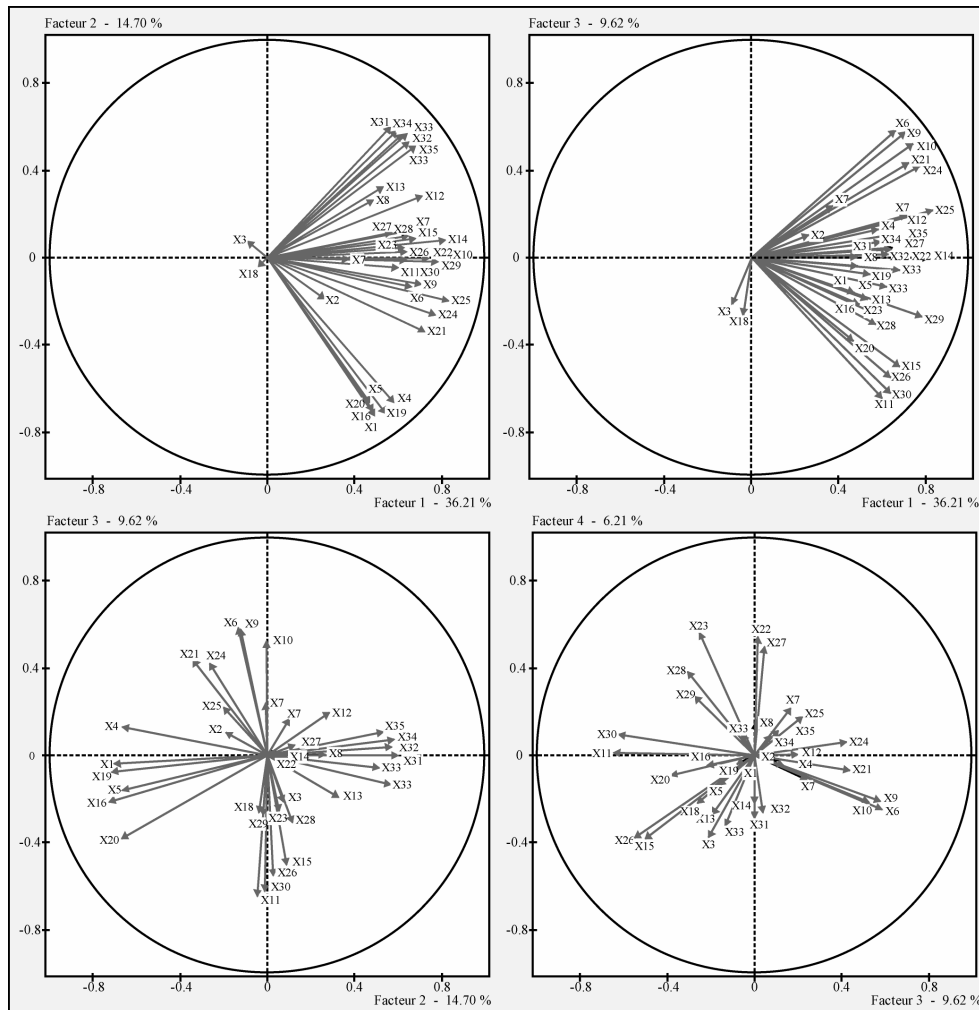 Facteur 2 - 14.70 %
0.8
0.4
0
-0.4
-0.8
X31 X34 X33
X32
X35
X33
X13
X8
X12
X7
X27 X28 X15
X3
X23
X14
X26 X22 X10
X7
X29
X18
X11 X30
X9
X6
X2
X25
X24
X21
X5
X20
X4
X16
X19
X1
-0.8 -0.4 0 0.4 0.8
Facteur 1 - 36.21 %
Facteur 3 - 9.62 %
0.8
0.4
0
-0.4
-0.8
X6
X9
X10
X21
X24
X7
X7
X25
X12
X4
X2
X34
X35
X31
X27
X8 X32 X22 X14
X33
X1
X19
X5
X33
X13
X3
X16
X23
X18
X28
X29
X20
X15
X26
X30
X11
-0.8 -0.4 0 0.4 0.8
Facteur 1 - 36.21 %
Facteur 3 - 9.62 %
0.8
0.4
0
-0.4
-0.8
X6 X9
X10
X21 X24
X7
X25
X7
X12
X4
X2
X35
X27
X34
X32
X1
X14
X8
X31
X19
X22
X33
X5
X33
X16
X3
X13
X18
X23
X29
X28
X20
X15
X26
X30
X11
-0.8 -0.4 0 0.4 0.8
Facteur 2 - 14.70 %
Facteur 4 - 6.21 %
0.8
0.4
0
-0.4
-0.8
X23
X22
X27
X28
X29
X7
X25
X30
X33
X8
X35
X34
X24
X11
X16
X12
X4
X20
X19
X1
X21
X5
X7
X18
X14
X32
X10
X9
X6
X13
X31
X33
X26
X15
X3
-0.8 -0.4 0 0.4 0.8
Facteur 3 - 9.62 %